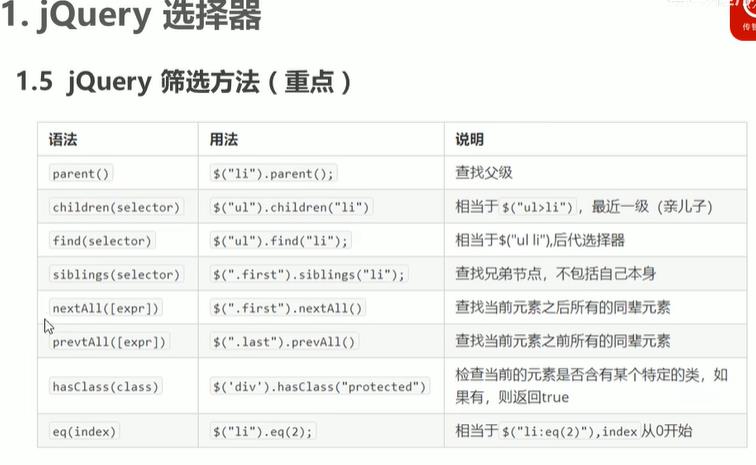 1. jQuery 选择器
传智
1.5 jQuery 筛选方法（重点）
语法 用法 说明
parent() $("li").parent(); 查找父级
children(selector) $("ul").children("li") 相当于 $("ul>li") ，最近一级（亲儿子）
find(selector) $("ul").find("li"); 相当于$("ul li"),后代选择器
siblings(selector) $(".first").siblings("li"); 查找兄弟节点，不包括自己本身
nextAll([expr]) $(".first").nextAll() 查找当前元素之后所有的同辈元素
prevtAll([expr]) $(".last").prevAll() 查找当前元素之前所有的同辈元素
hasClass(class) $('div').hasClass("protected") 检查当前的元素是否含有某个特定的类，如
果有，则返回true
eq(index) $("li").eq(2); 相当于 $("li:eq(2)"),index 从0开始